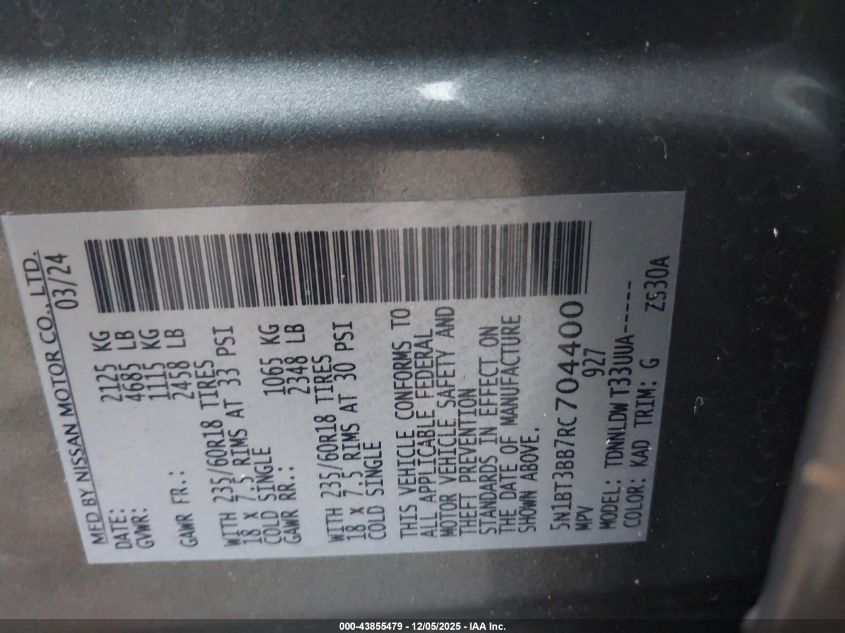 MFD BY NISSAN MOTOR CO., LTD.
DATE: 03/24
GVWR: 2125 KG
4685 LB
GAWR FR.: 1115 KG
2458 LB
WITH 235/60R18 TIRES
18 X 7.5 RIMS AT 33 PSI
COLD SINGLE
GAWR RR.: 1065 KG
2348 LB
WITH 235/60R18 TIRES
18 X 7.5 RIMS AT 30 PSI
COLD SINGLE
THIS VEHICLE CONFORMS TO
ALL APPLICABLE FEDERAL
MOTOR VEHICLE SAFETY AND
THEFT PREVENTION
STANDARDS IN EFFECT ON
THE DATE OF MANUFACTURE
SHOWN ABOVE.
5N1BT3BB7RC704400
MPV 927
MODEL: TDNNLDWT33UUA-----
COLOR: KAD TRIM: G ZS30A
000-43855479 - 12/05/2025 - IAA Inc.